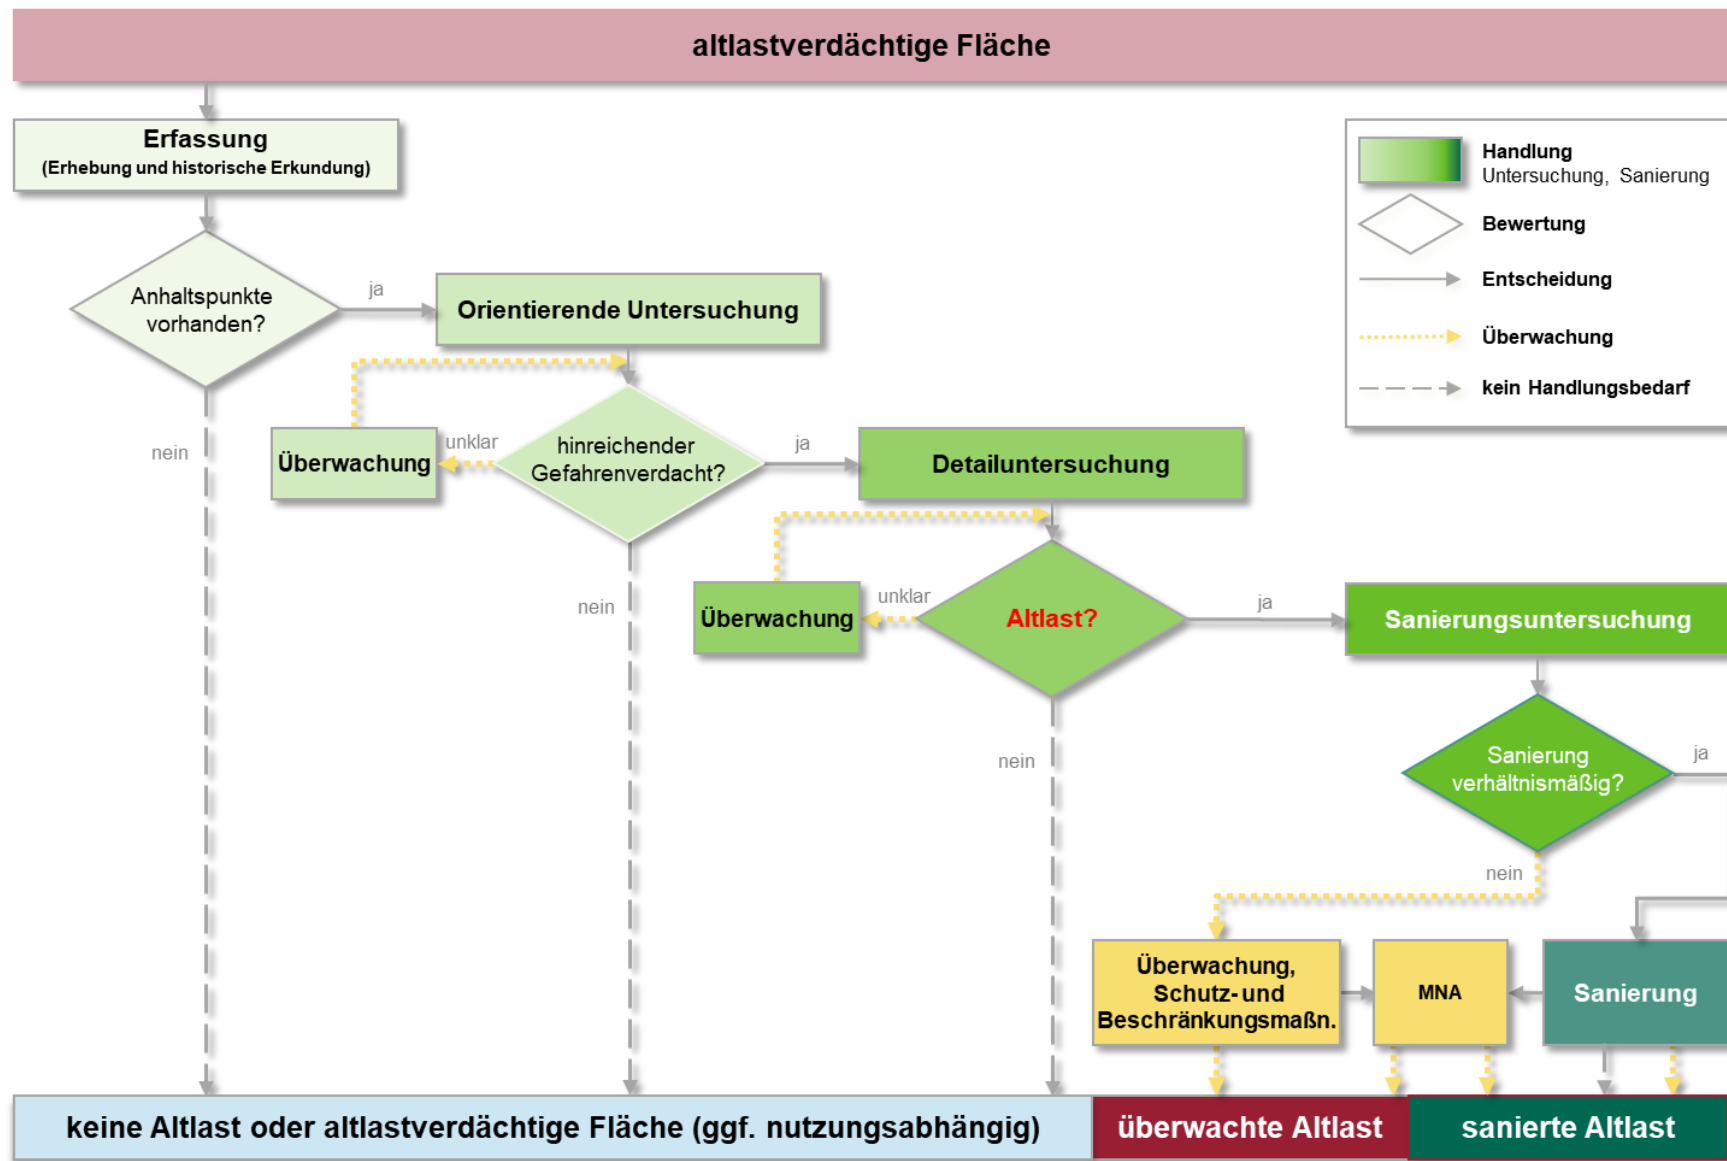 altlastverdächtige Fläche
Erfassung
(Erhebung und historische Erkundung)
Handlung
Untersuchung, Sanierung
Bewertung
Entscheidung
Überwachung
kein Handlungsbedarf
Anhaltspunkte
vorhanden?
ja
Orientierende Untersuchung
nein
Überwachung
unklar
hinreichender
Gefahrenverdacht?
ja
Detailuntersuchung
nein
Überwachung
unklar
Altlast?
ja
Sanierungsuntersuchung
nein
Sanierung
verhältnismäßig?
ja
nein
Überwachung,
Schutz- und
Beschränkungsmaßn.
MNA
Sanierung
keine Altlast oder altlastverdächtige Fläche (ggf. nutzungsabhängig)
überwachte Altlast
sanierte Altlast